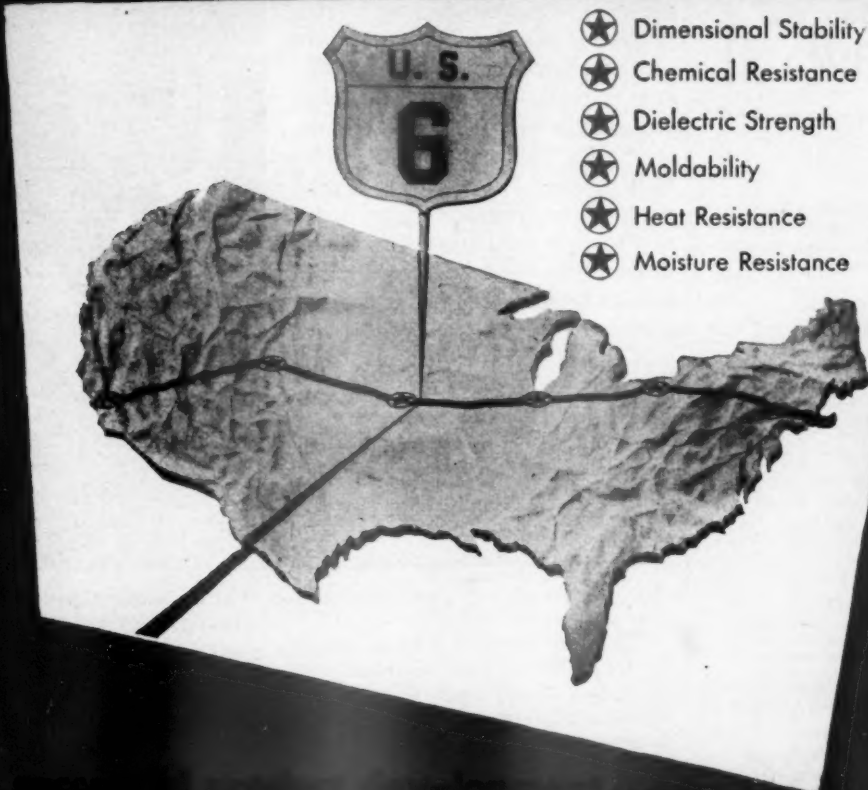 U. S.
6
Dimensional Stability
Chemical Resistance
Dielectric Strength
Moldability
Heat Resistance
Moisture Resistance